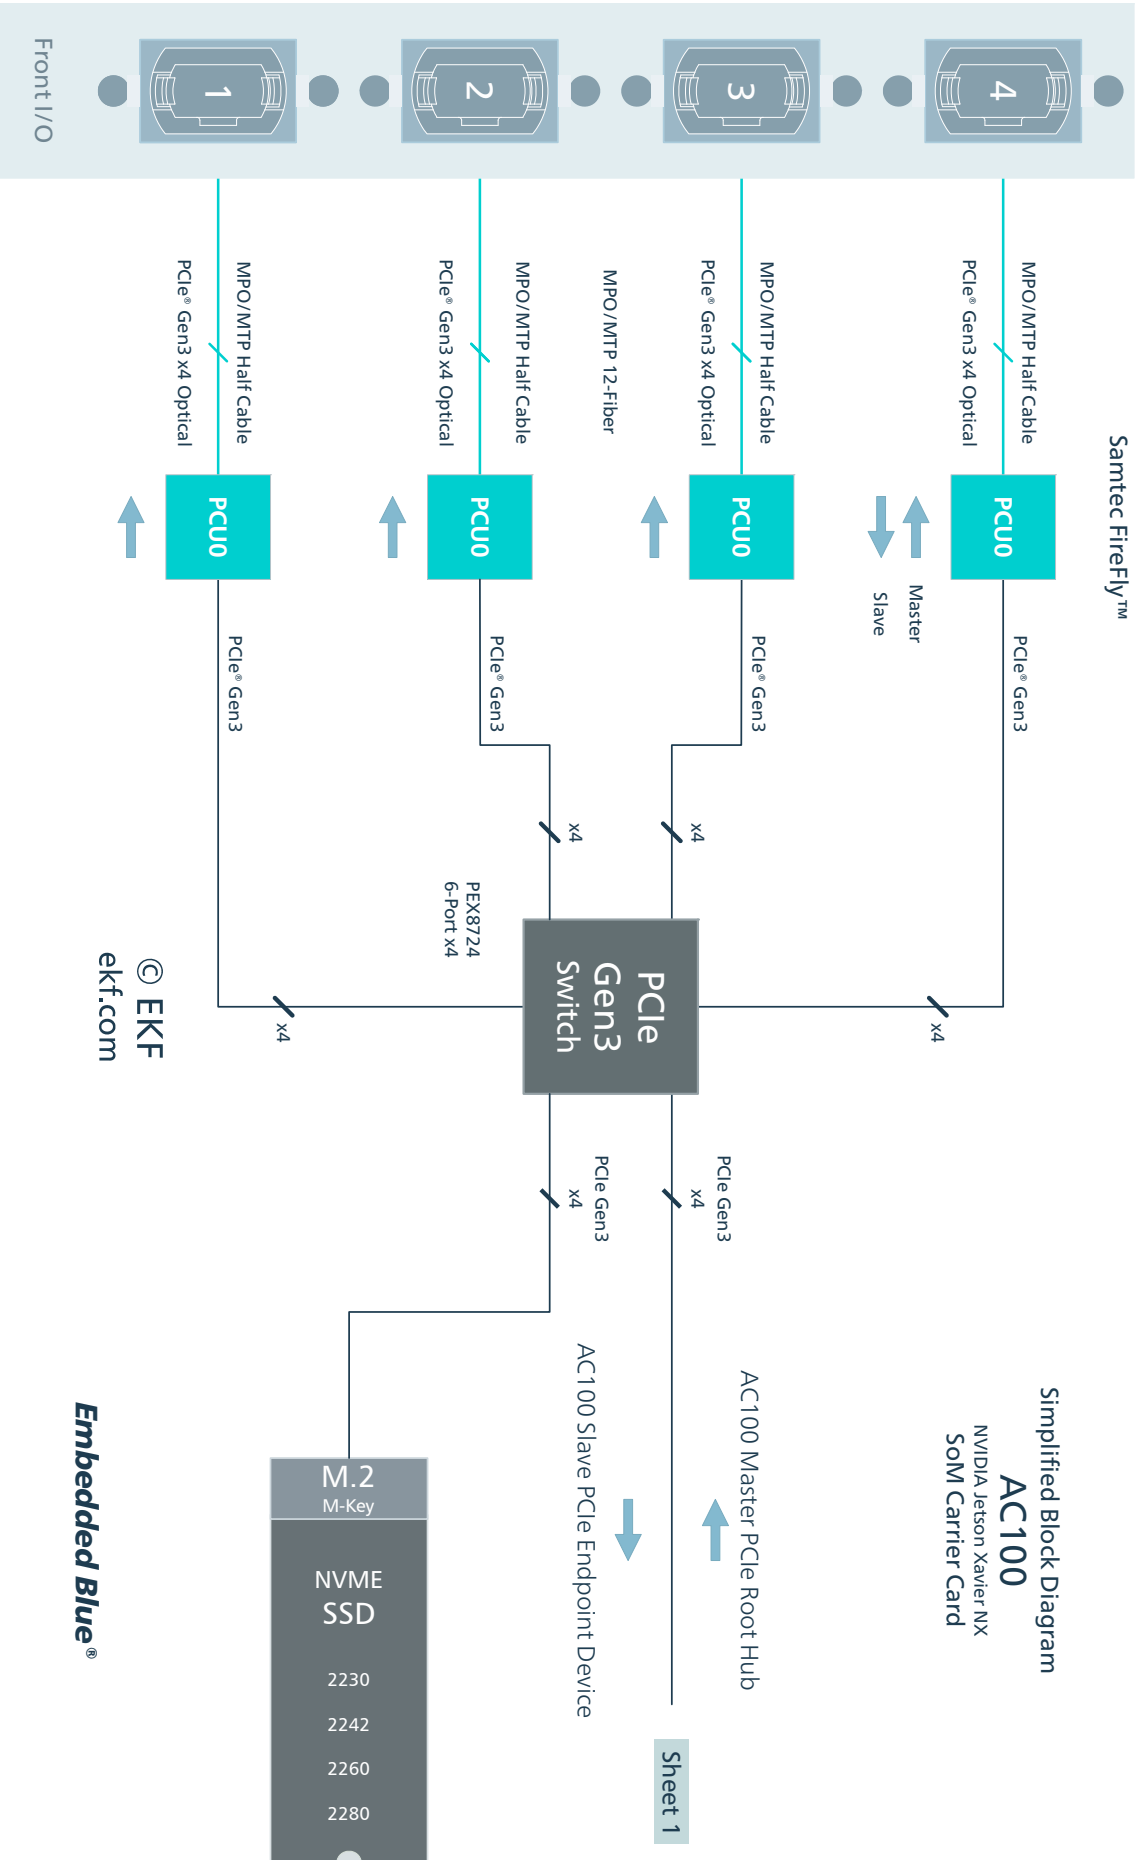 Front I/O
1
2
3
4
MPO/MTP Half Cable
PCIe® Gen3 x4 Optical
MPO/MTP Half Cable
PCIe® Gen3 x4 Optical
MPO/MTP 12-Fiber
MPO/MTP Half Cable
PCIe® Gen3 x4 Optical
MPO/MTP Half Cable
PCIe® Gen3 x4 Optical
Samtec FireFly™
PCU0
PCU0
PCU0
PCU0
Master
Slave
PCIe® Gen3
PCIe® Gen3
PCIe® Gen3
PCIe® Gen3
x4
x4
x4
x4
PEX8724
6-Port x4
PCIe
Gen3
Switch
© EKF
ekf.com
PCIe Gen3
x4
PCIe Gen3
x4
Simplified Block Diagram
AC100
NVIDIA Jetson Xavier NX
SoM Carrier Card
AC100 Master PCIe Root Hub
AC100 Slave PCIe Endpoint Device
Sheet 1
M.2
M-Key
NVME
SSD
2230
2242
2260
2280
Embedded Blue®